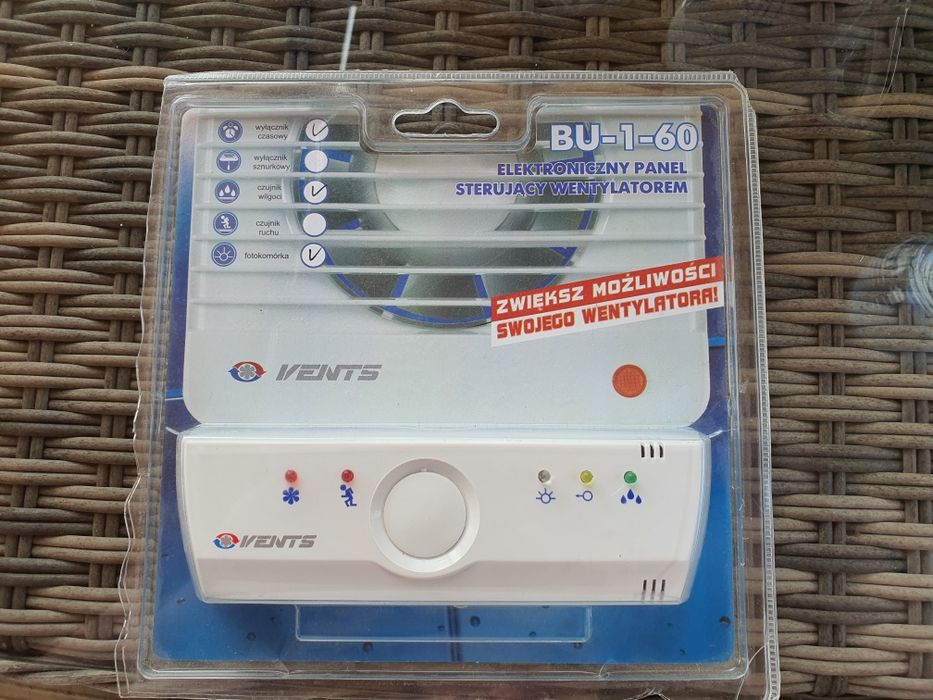 wyłącznik
czasowy
wyłącznik
sznurkowy
czujnik
wilgoci
czujnik
ruchu
fotokomórka
BU-1-60
ELEKTRONICZNY PANEL
STERUJĄCY WENTYLATOREM
ZWIĘKSZ MOŻLIWOŚCI
SWOJEGO WENTYLATORA!
VENTS
VENTS